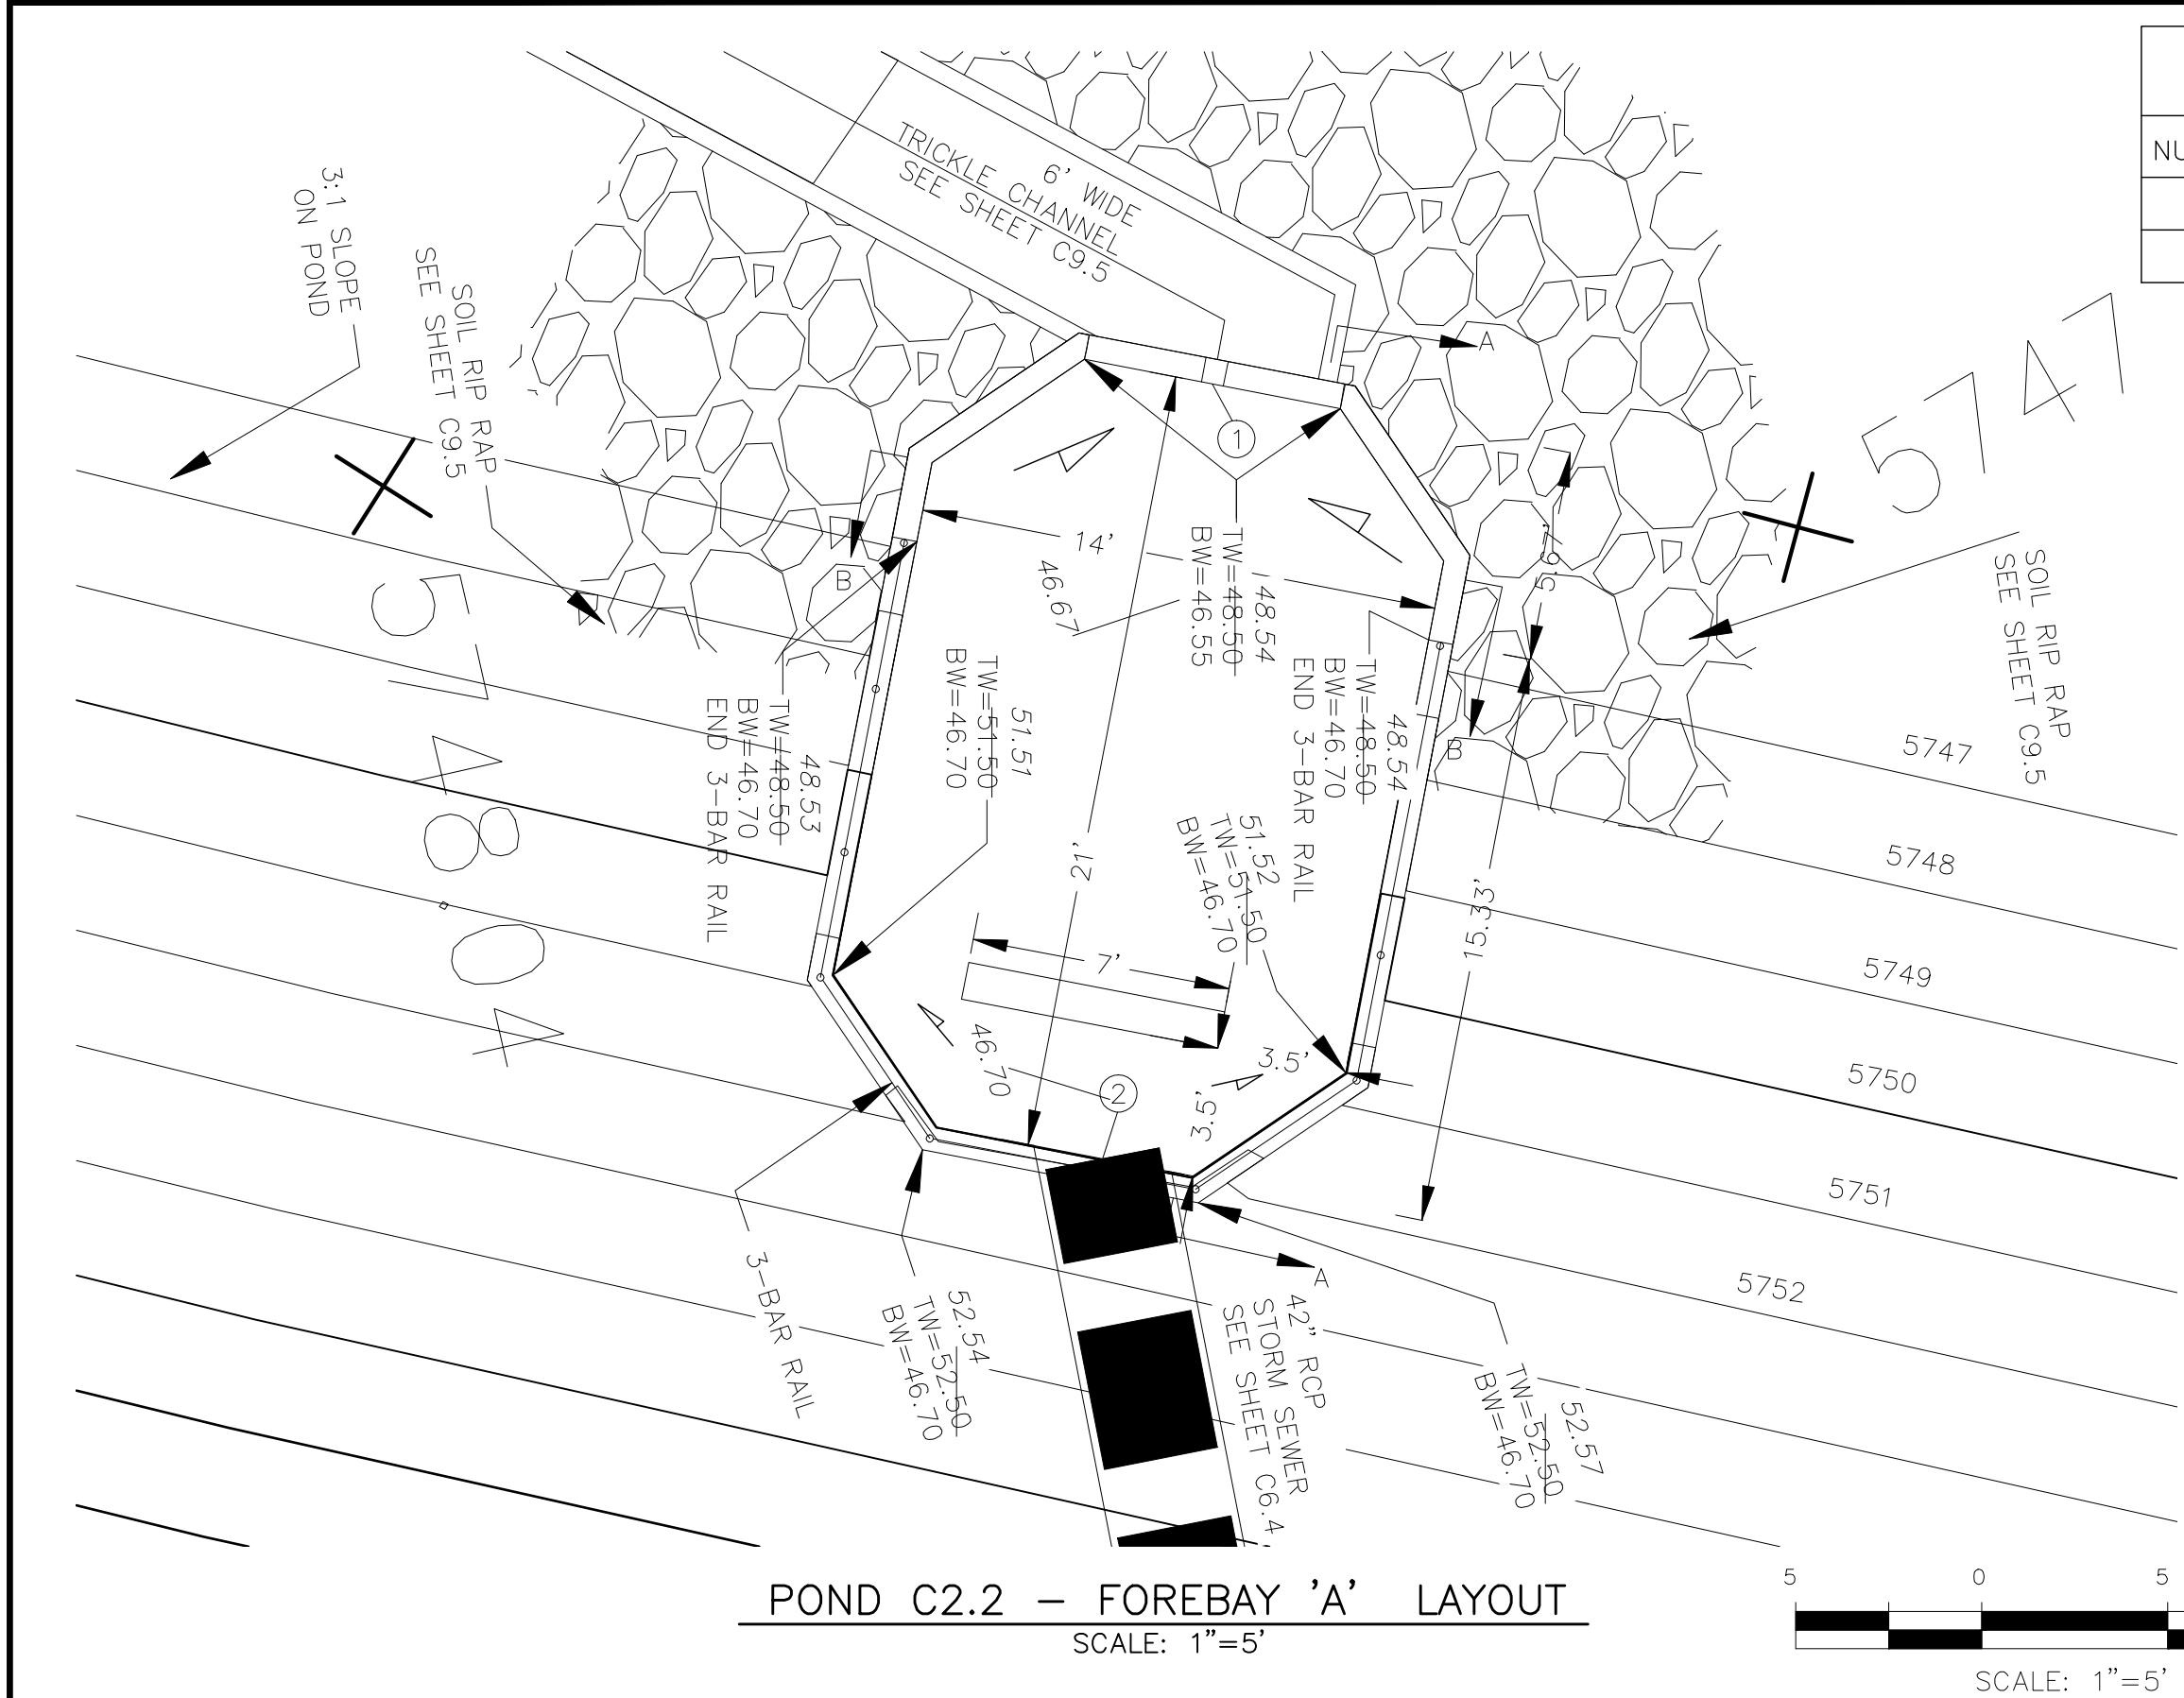 NU
6' WIDE
TRICKLE CHANNEL
SEE SHEET C9.5
3:1 SLOPE
ON POND
SOIL RIP RAP
SEE SHEET C9.5
A
5747
1
14'
B
46.67
48.54
TW=48.50
BW=46.55
5.67'
SOIL RIP RAP
SEE SHEET C9.5
5748.4
51.51
TW=51.50
BW=46.70
48.54
TW=48.50
BW=46.70
END 3-BAR RAIL
48.53
TW=48.50
BW=46.70
END 3-BAR RAIL
B
5747
5748
5749
5750
5751
5752
21'
51.52
TW=51.50
BW=46.70
15.33'
7'
46.70
3.5'
3.5'
2
A
3-BAR RAIL
52.54
TW=52.50
BW=46.70
42" RCP
STORM SEWER
SEE SHEET C6.4
52.57
TW=52.50
BW=46.70
POND C2.2 - FOREBAY 'A' LAYOUT
SCALE: 1"=5'
5 0 5
SCALE: 1"=5'